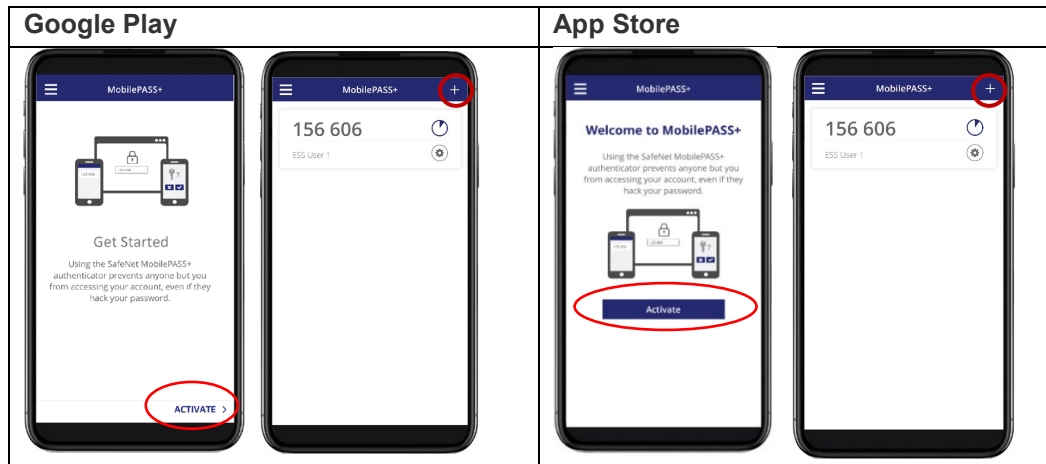 Google Play
App Store
MobilePASS+
Get Started
Using the SafeNet MobilePASS+
authenticator prevents anyone but you
from accessing your account, even if they
hack your password.
ACTIVATE >
MobilePASS+ +
156 606
ESS User 1
MobilePASS+
Welcome to MobilePASS+
Using the SafeNet MobilePASS+
authenticator prevents anyone but you
from accessing your account, even if they
hack your password.
Activate
MobilePASS+ +
156 606
ESS User 1